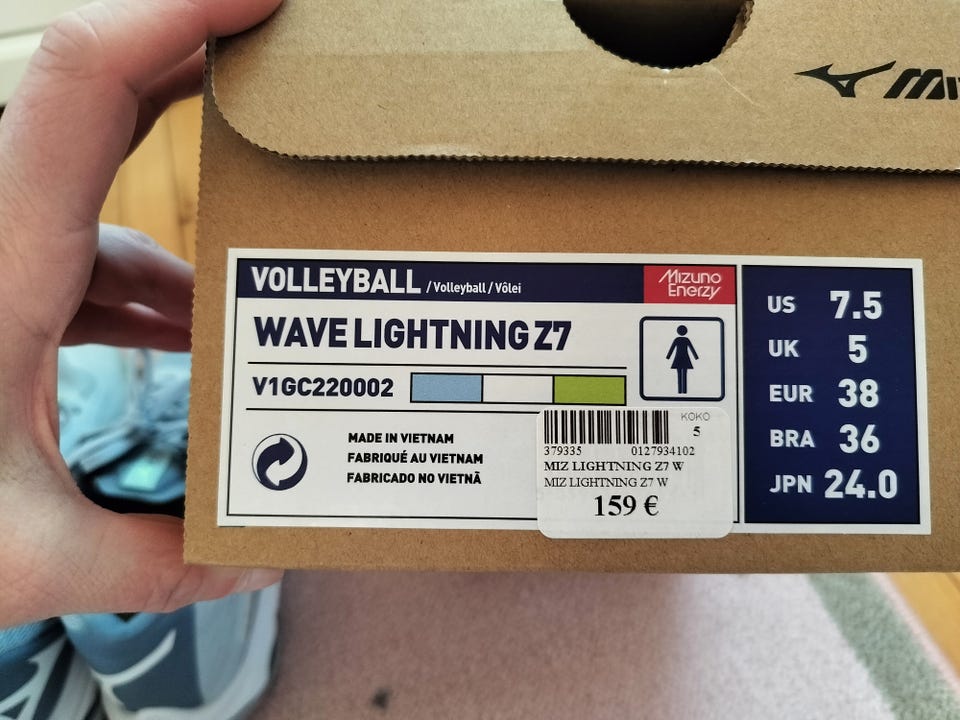 VOLLEYBALL / Volleyball / Vôlei
Mizuno
Enerzy
WAVE LIGHTNING Z7
V1GC220002
MADE IN VIETNAM
FABRIQUÉ AU VIETNAM
FABRICADO NO VIETNÃ
KOKO
5
379335 0127934102
MIZ LIGHTNING Z7 W
MIZ LIGHTNING Z7 W
159 €
US 7.5
UK 5
EUR 38
BRA 36
JPN 24.0